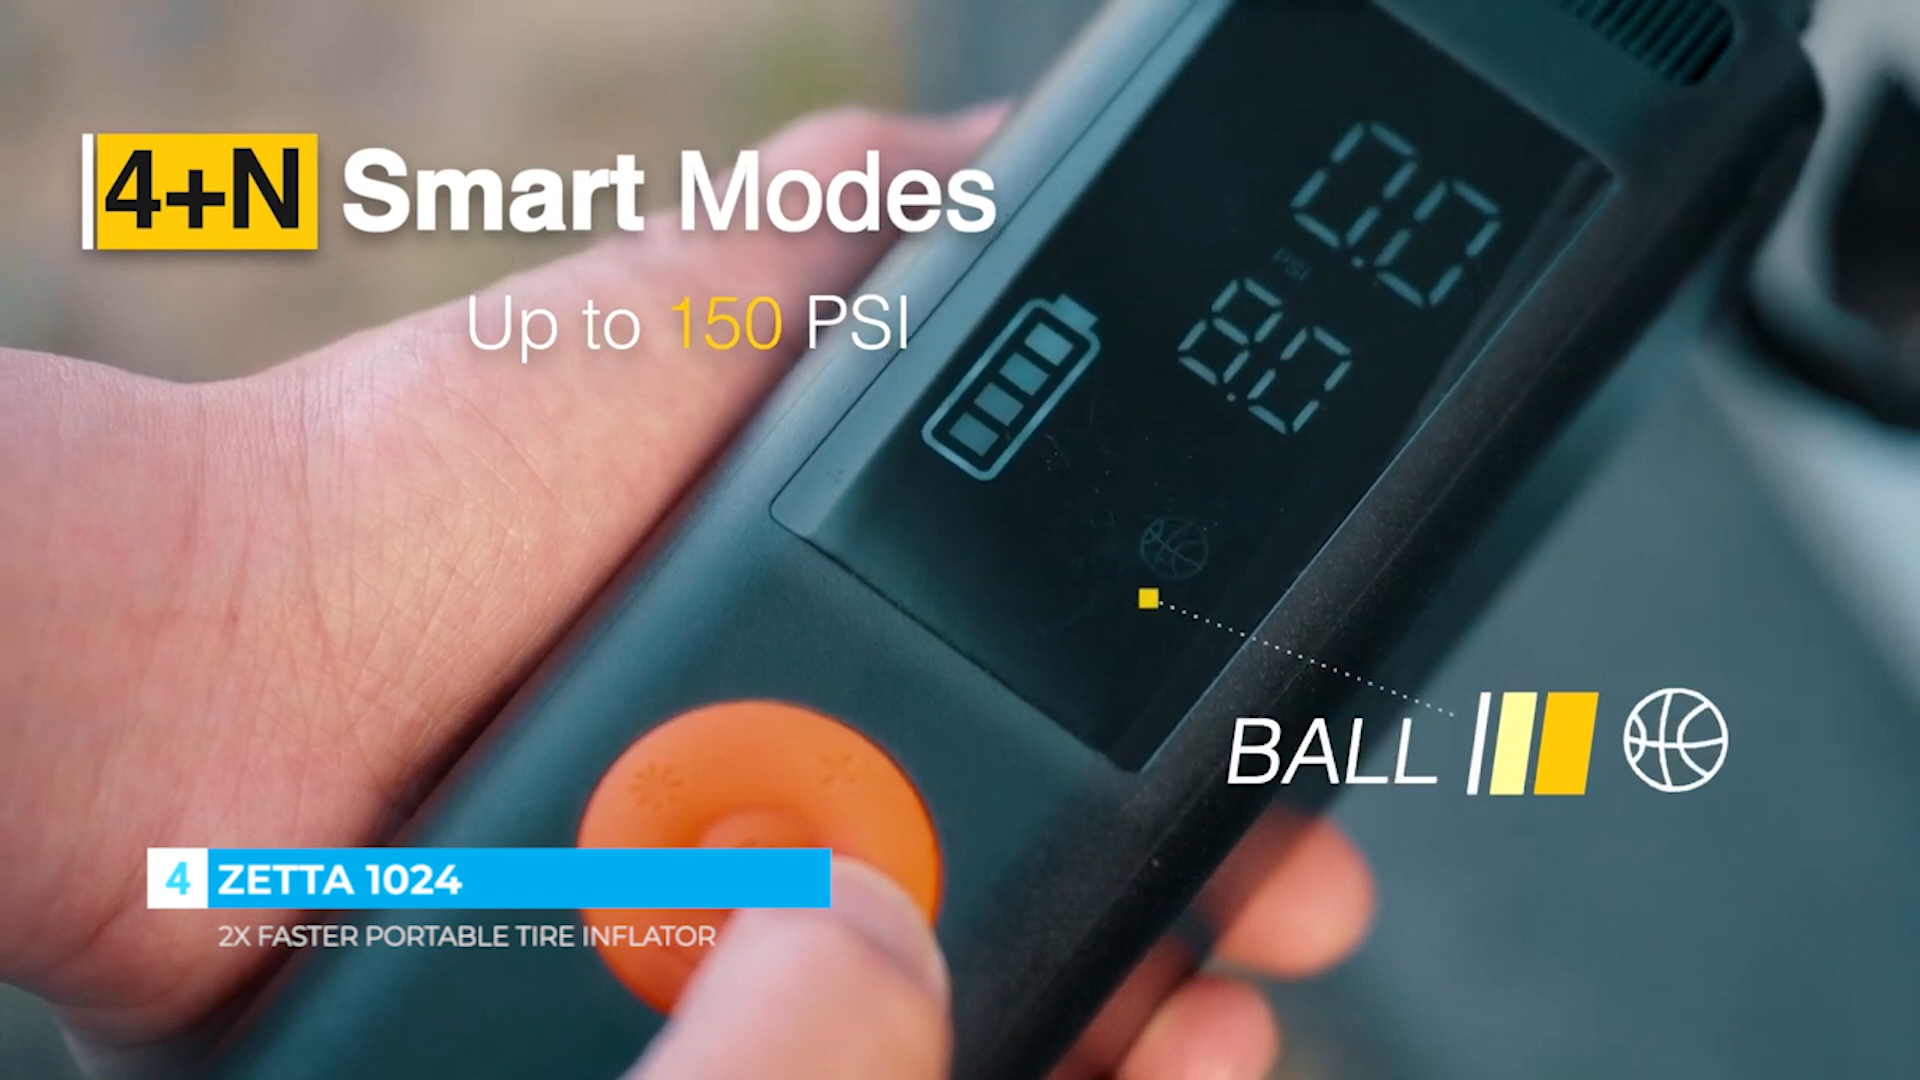 4+N Smart Modes
Up to 150 PSI
0.0
PSI
8.0
BALL
4 ZETTA 1024
2X FASTER PORTABLE TIRE INFLATOR